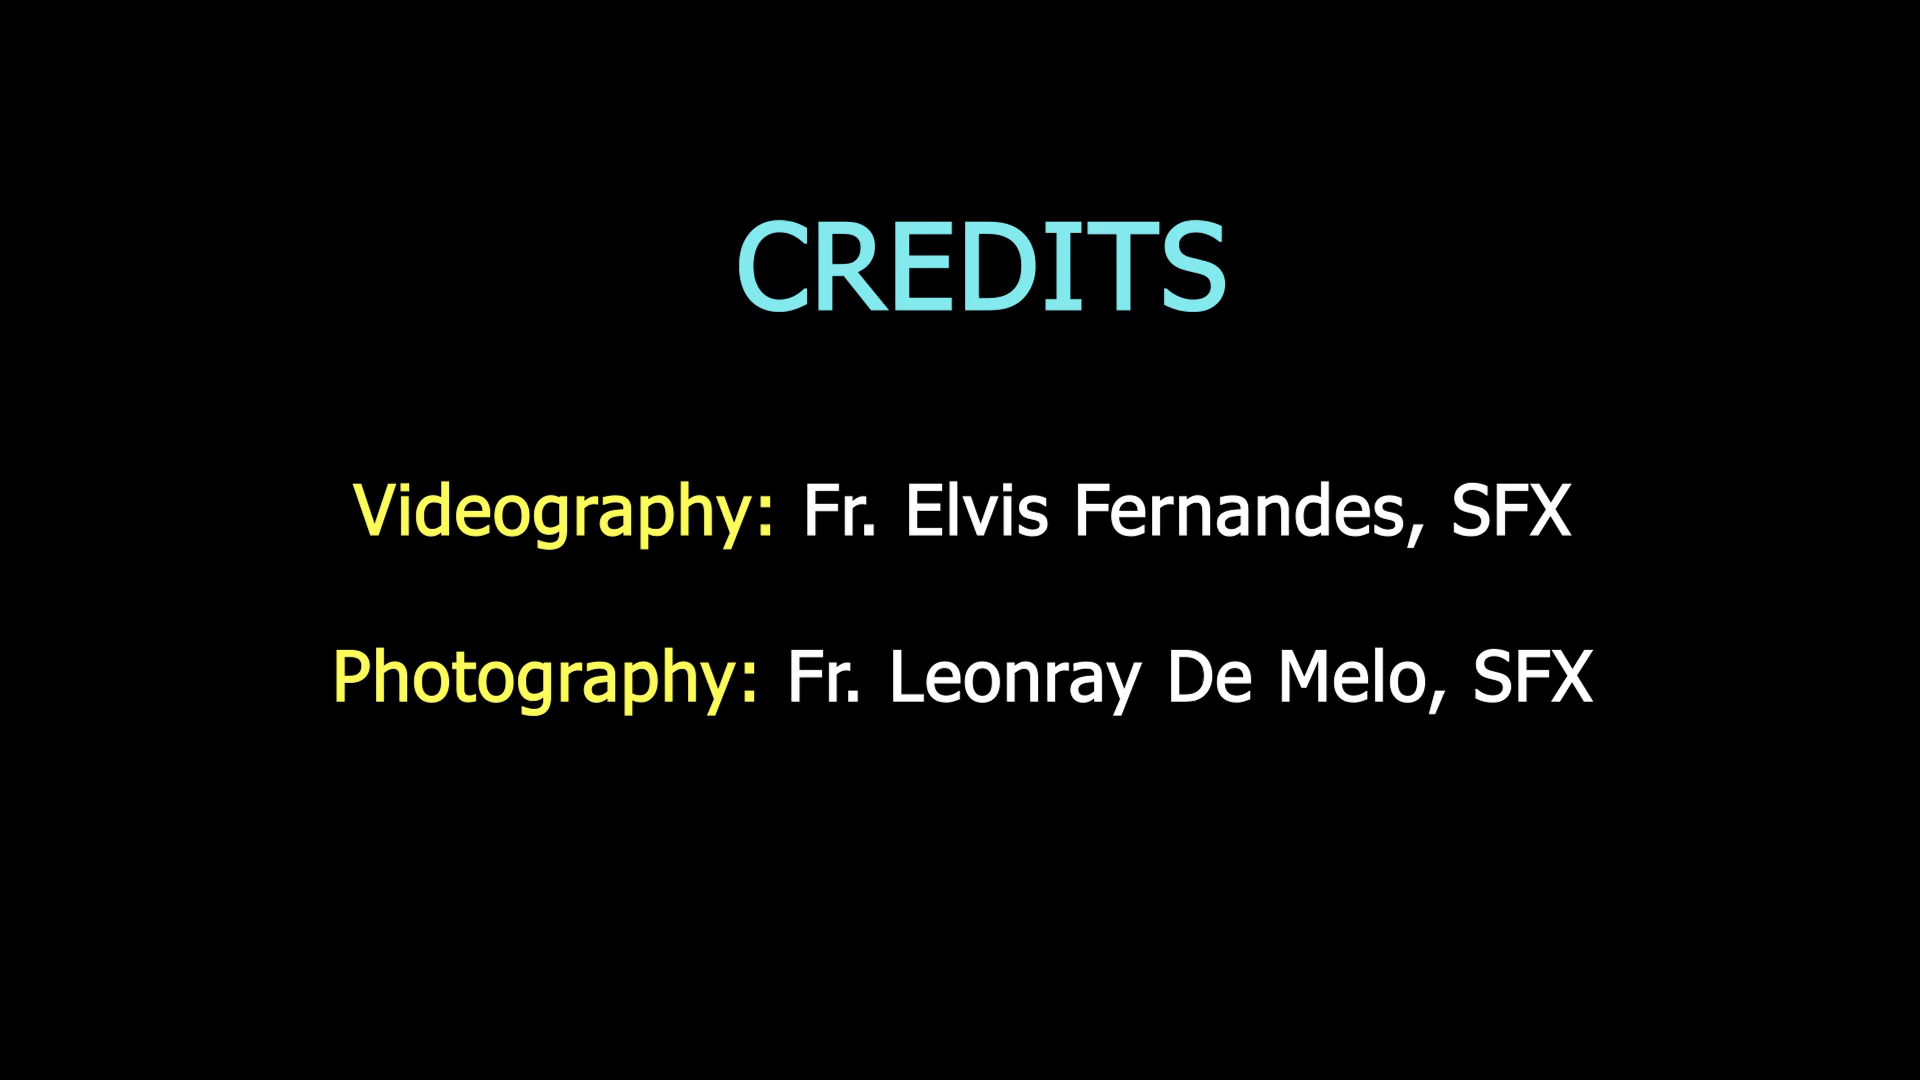 CREDITS
Videography: Fr. Elvis Fernandes, SFX
Photography: Fr. Leonray De Melo, SFX